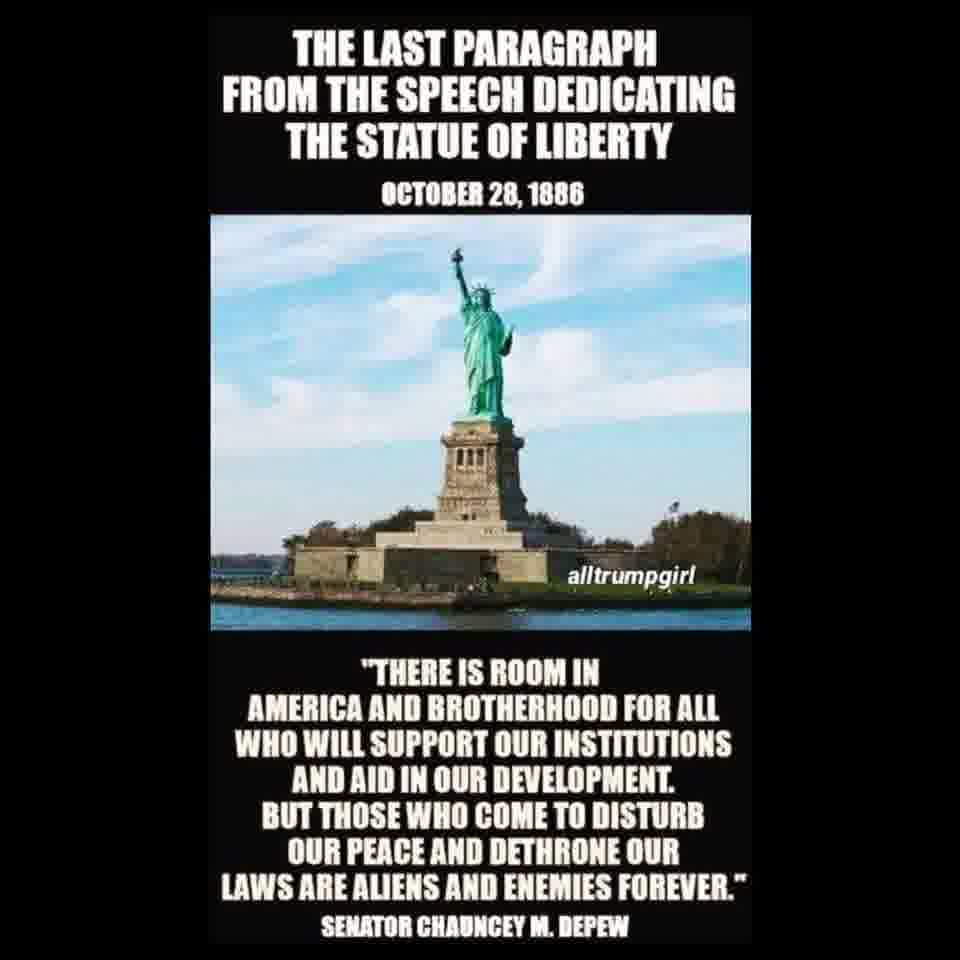 THE LAST PARAGRAPH
FROM THE SPEECH DEDICATING
THE STATUE OF LIBERTY
OCTOBER 28, 1886
alltrumpgirl
"THERE IS ROOM IN
AMERICA AND BROTHERHOOD FOR ALL
WHO WILL SUPPORT OUR INSTITUTIONS
AND AID IN OUR DEVELOPMENT.
BUT THOSE WHO COME TO DISTURB
OUR PEACE AND DETHRONE OUR
LAWS ARE ALIENS AND ENEMIES FOREVER."
SENATOR CHAUNCEY M. DEPEW